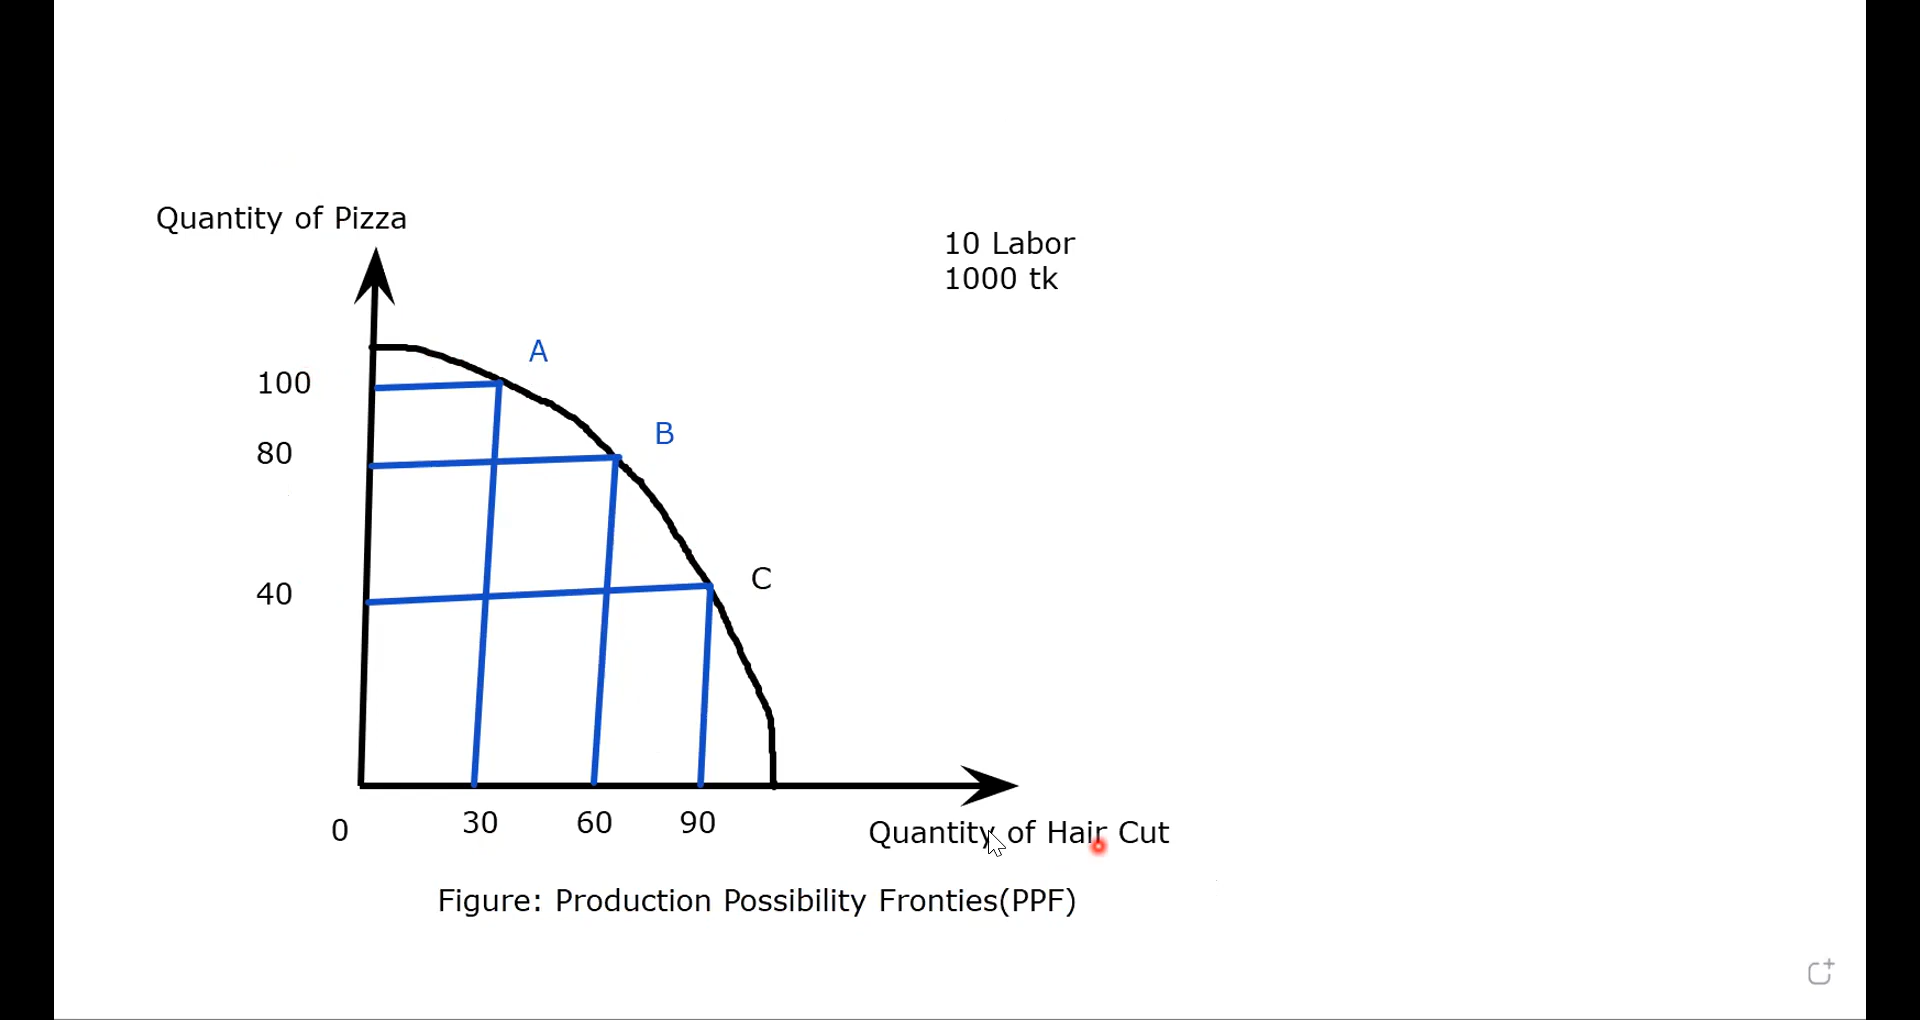 Quantity of Pizza
10 Labor
1000 tk
A
100
B
80
C
40
0
30
60
90
Quantity of Hair Cut
Figure: Production Possibility Fronties(PPF)